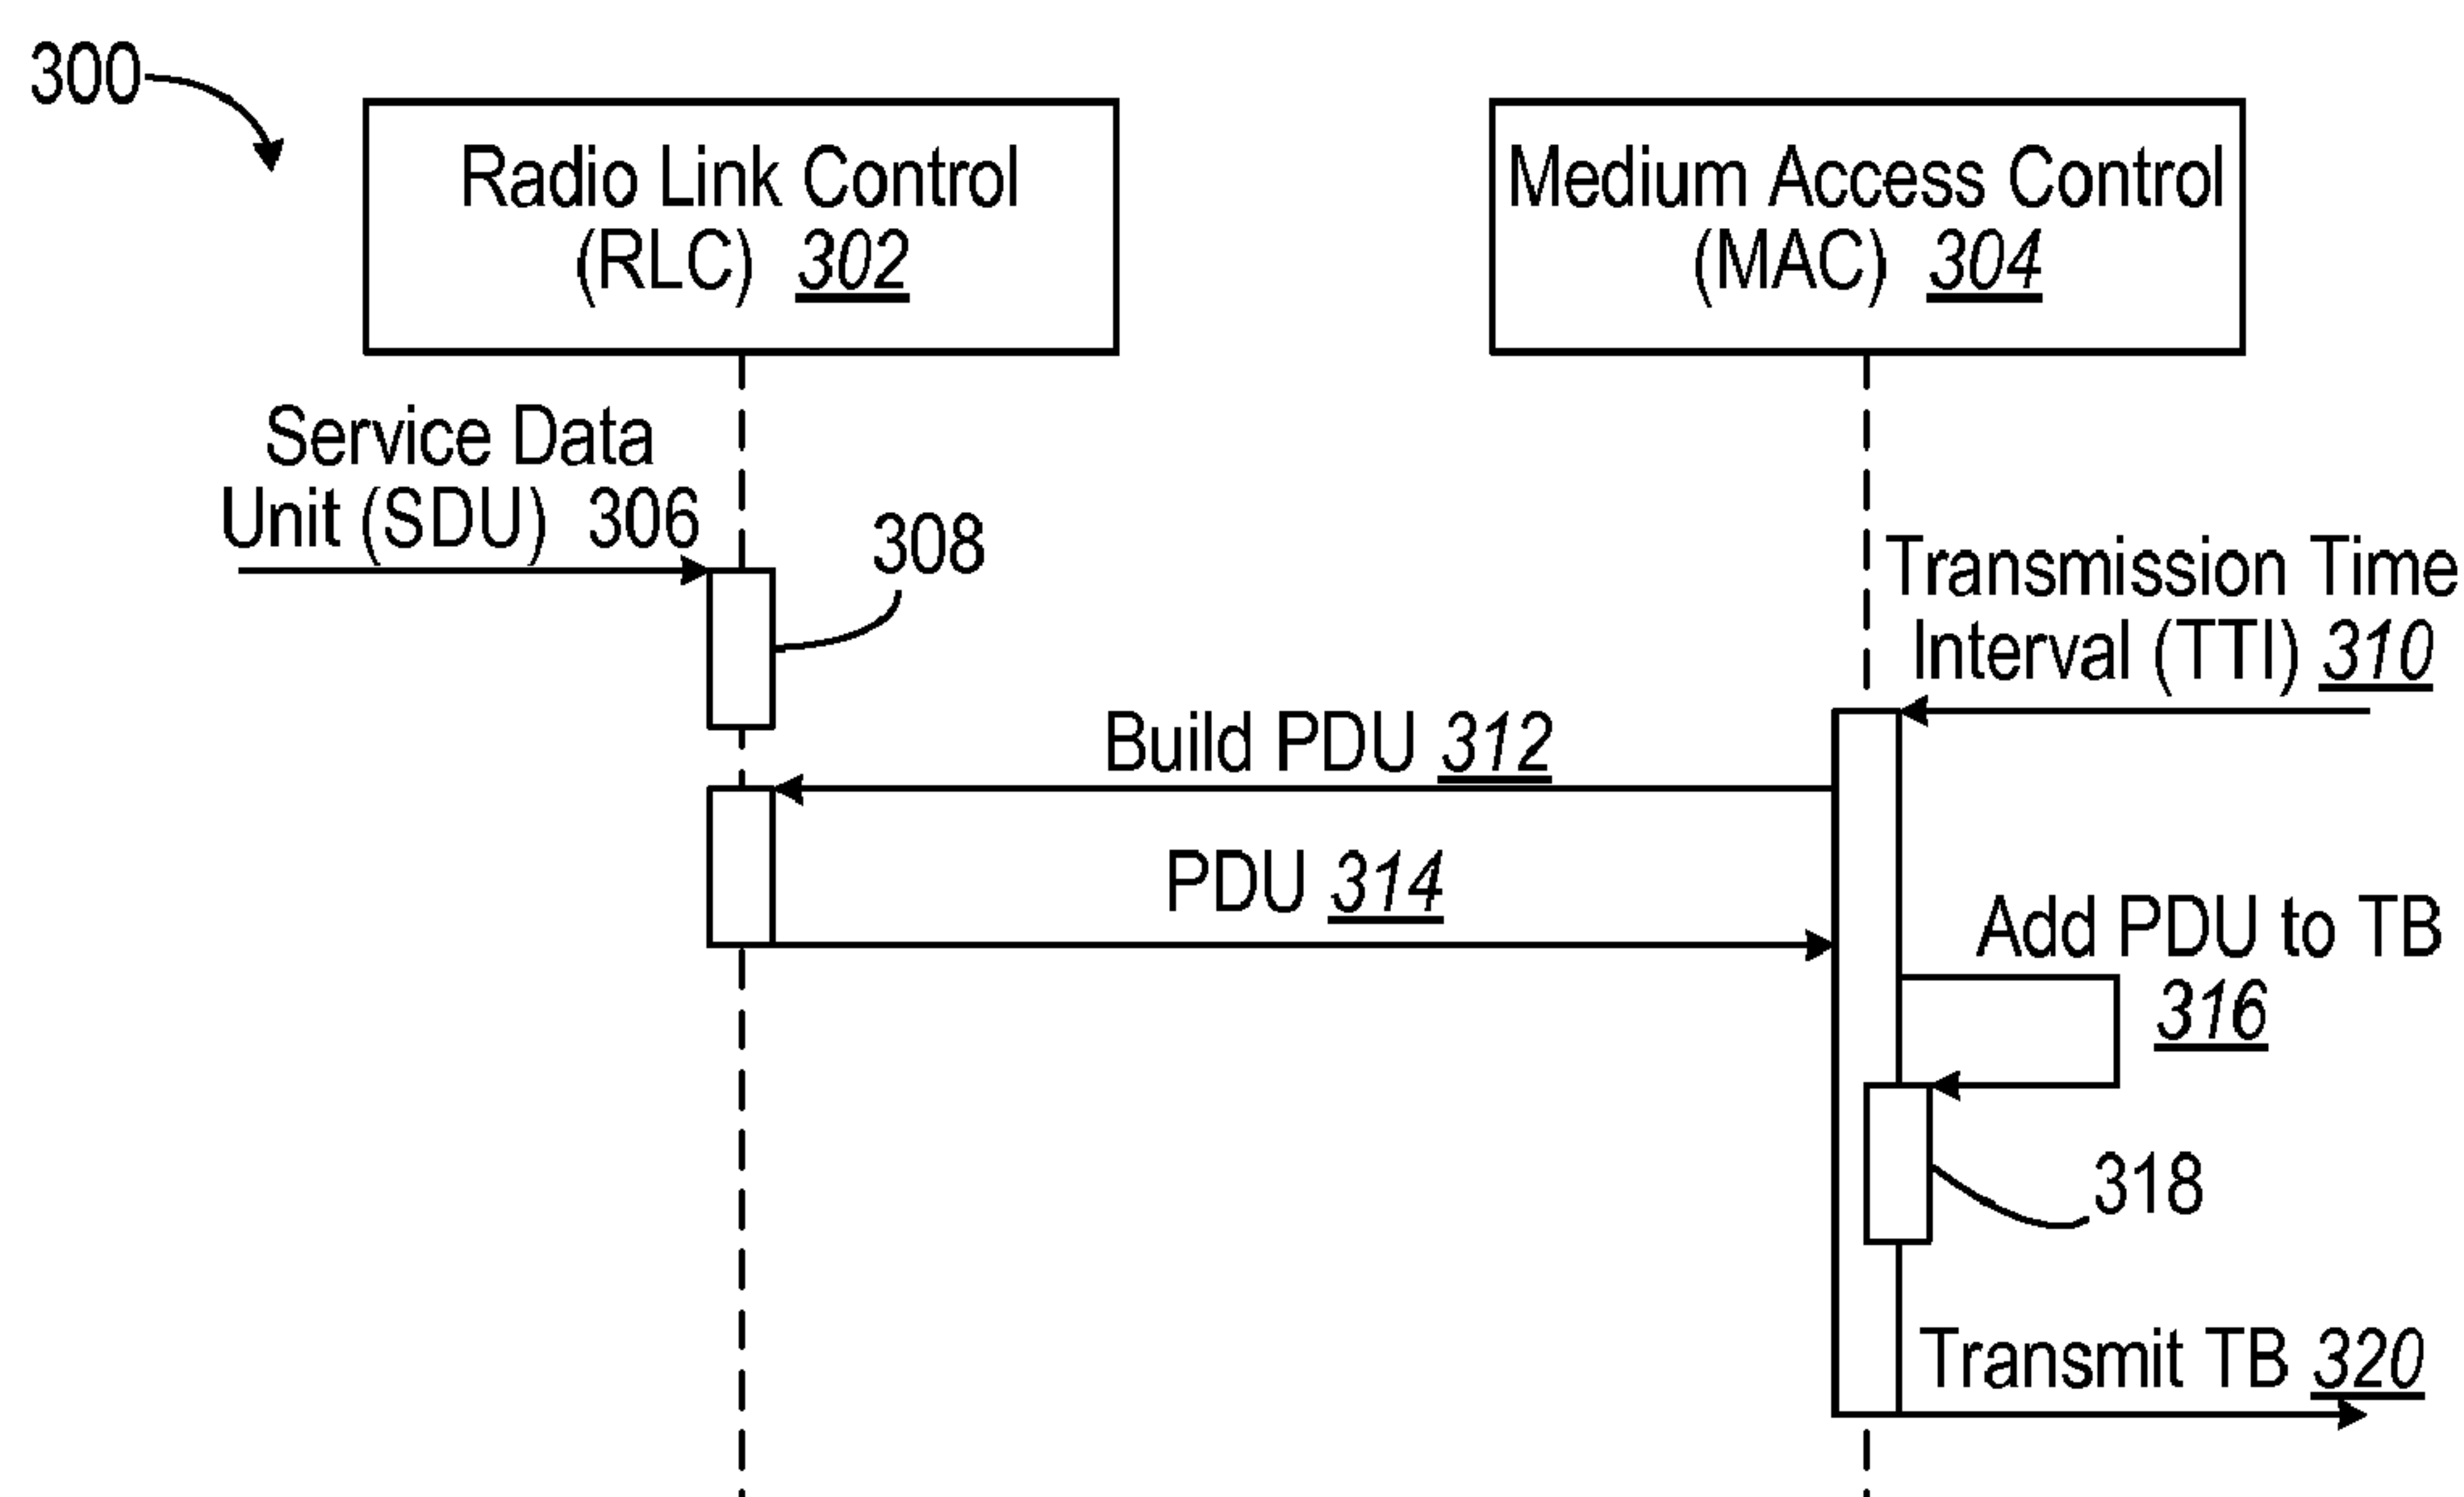 300
Radio Link Control
(RLC) 302
Medium Access Control
(MAC) 304
Service Data
Unit (SDU) 306
308
Transmission Time
Interval (TTI) 310
Build PDU 312
PDU 314
Add PDU to TB
316
318
Transmit TB 320